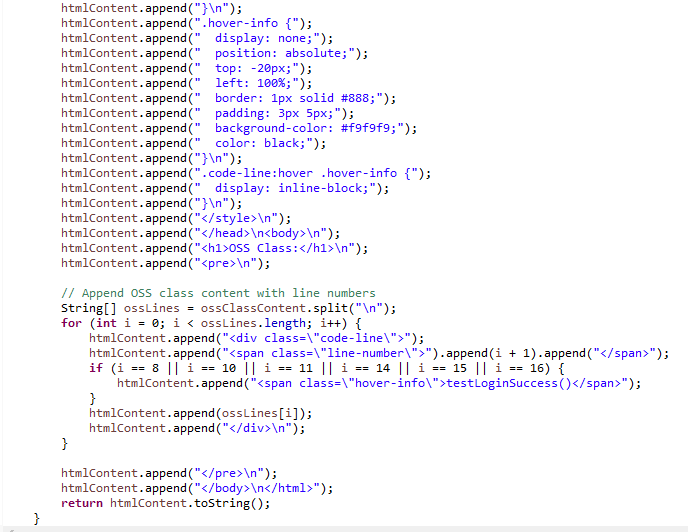 htmlContent.append("}\n");
htmlContent.append(".hover-info {");
htmlContent.append("  display: none;");
htmlContent.append("  position: absolute;");
htmlContent.append("  top: -20px;");
htmlContent.append("  left: 100%;");
htmlContent.append("  border: 1px solid #888;");
htmlContent.append("  padding: 3px 5px;");
htmlContent.append("  background-color: #f9f9f9;");
htmlContent.append("  color: black;");
htmlContent.append("}\n");
htmlContent.append(".code-line:hover .hover-info {");
htmlContent.append("  display: inline-block;");
htmlContent.append("}\n");
htmlContent.append("</style>\n");
htmlContent.append("</head>\n<body>\n");
htmlContent.append("<h1>OSS Class:</h1>\n");
htmlContent.append("<pre>\n");

// Append OSS class content with line numbers
String[] ossLines = ossClassContent.split("\n");
for (int i = 0; i < ossLines.length; i++) {
    htmlContent.append("<div class=\"code-line\">");
    htmlContent.append("<span class=\"line-number\">").append(i + 1).append("</span>");
    if (i == 8 || i == 10 || i == 11 || i == 14 || i == 15 || i == 16) {
        htmlContent.append("<span class=\"hover-info\">testLoginSuccess()</span>");
    }
    htmlContent.append(ossLines[i]);
    htmlContent.append("</div>\n");
}

htmlContent.append("</pre>\n");
htmlContent.append("</body>\n</html>");
return htmlContent.toString();
}